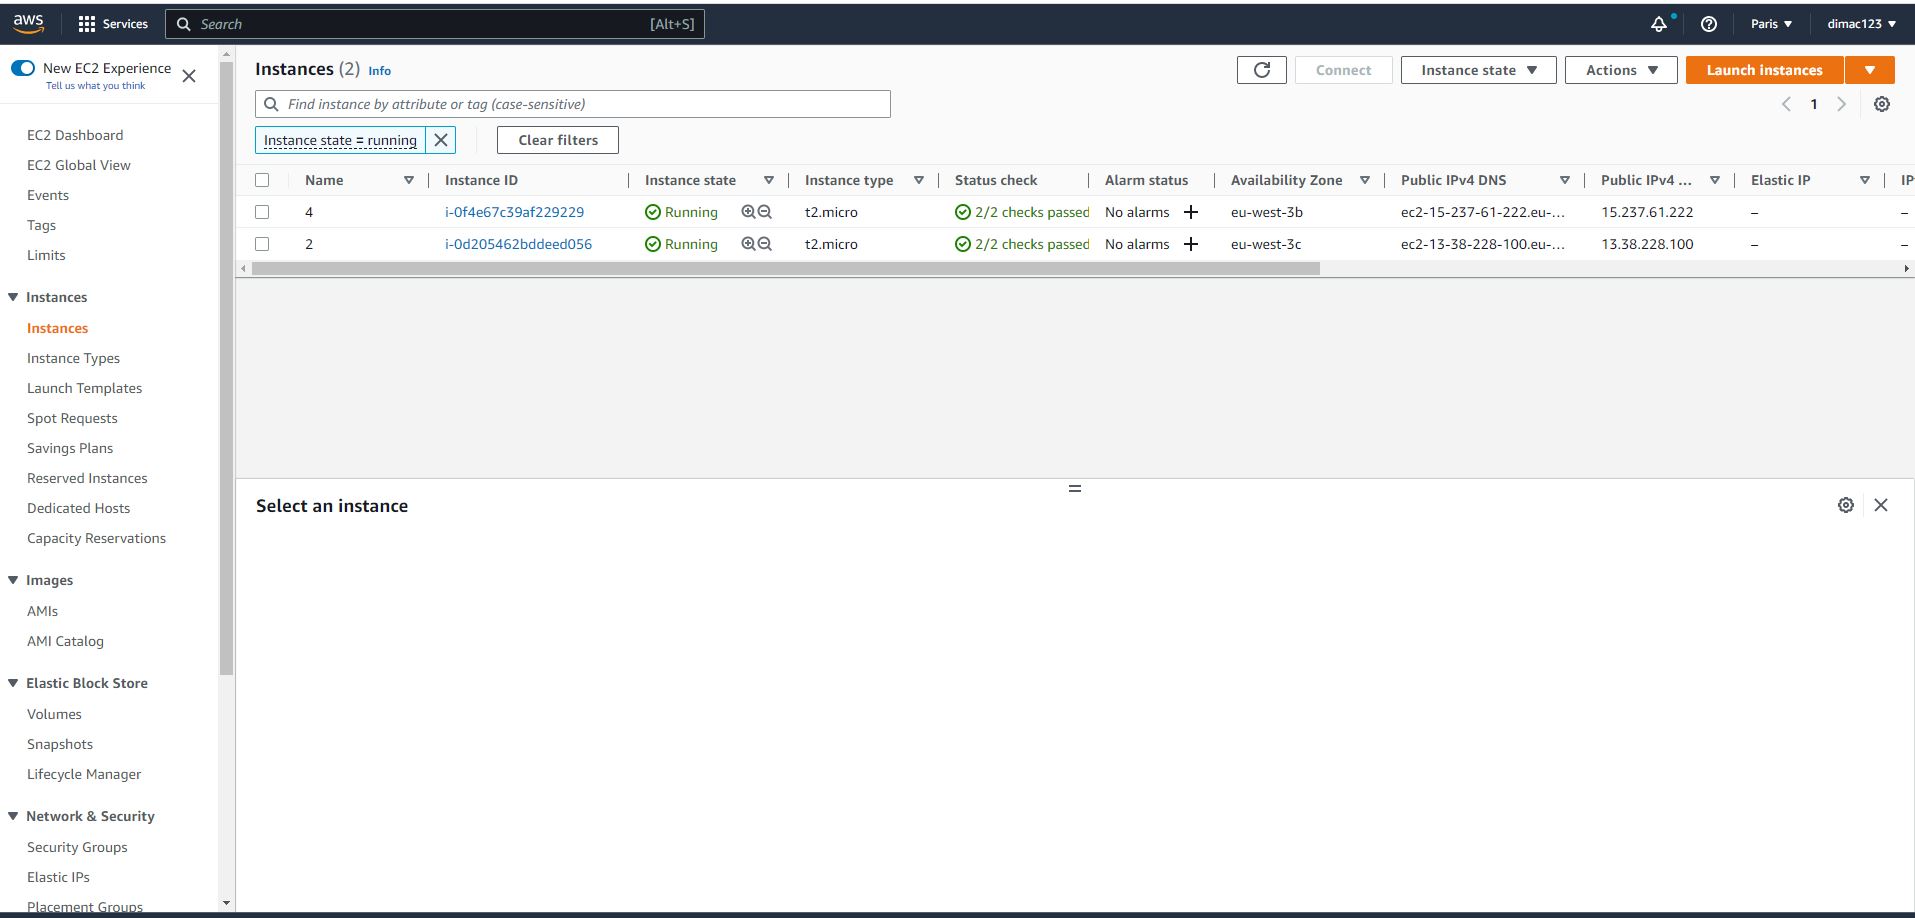 aws
Services
Search
[Alt+S]
Paris
dimac123
New EC2 Experience
Tell us what you think
EC2 Dashboard
EC2 Global View
Events
Tags
Limits
Instances
Instances
Instance Types
Launch Templates
Spot Requests
Savings Plans
Reserved Instances
Dedicated Hosts
Capacity Reservations
Images
AMIs
AMI Catalog
Elastic Block Store
Volumes
Snapshots
Lifecycle Manager
Network & Security
Security Groups
Elastic IPs
Placement Groups
Instances (2) Info
Connect
Instance state
Actions
Launch instances
Find instance by attribute or tag (case-sensitive)
1
Instance state = running
Clear filters
Name Instance ID Instance state Instance type Status check Alarm status Availability Zone Public IPv4 DNS Public IPv4 ... Elastic IP IP
4 i-0f4e67c39af229229 Running t2.micro 2/2 checks passed No alarms + eu-west-3b ec2-15-237-61-222.eu-... 15.237.61.222 – –
2 i-0d205462bddeed056 Running t2.micro 2/2 checks passed No alarms + eu-west-3c ec2-13-38-228-100.eu-... 13.38.228.100 – –
Select an instance